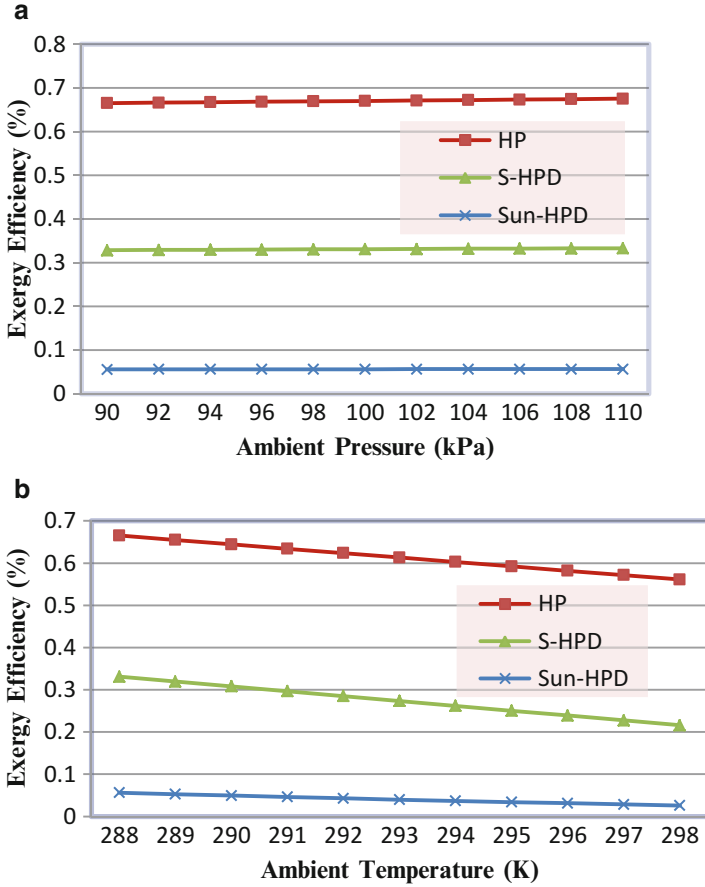 a
Exergy Efficiency (%)
0.8
0.7
0.6
0.5
0.4
0.3
0.2
0.1
0
HP
S-HPD
Sun-HPD
90 92 94 96 98 100 102 104 106 108 110
Ambient Pressure (kPa)
b
Exergy Efficiency (%)
0.7
0.6
0.5
0.4
0.3
0.2
0.1
0
HP
S-HPD
Sun-HPD
288 289 290 291 292 293 294 295 296 297 298
Ambient Temperature (K)